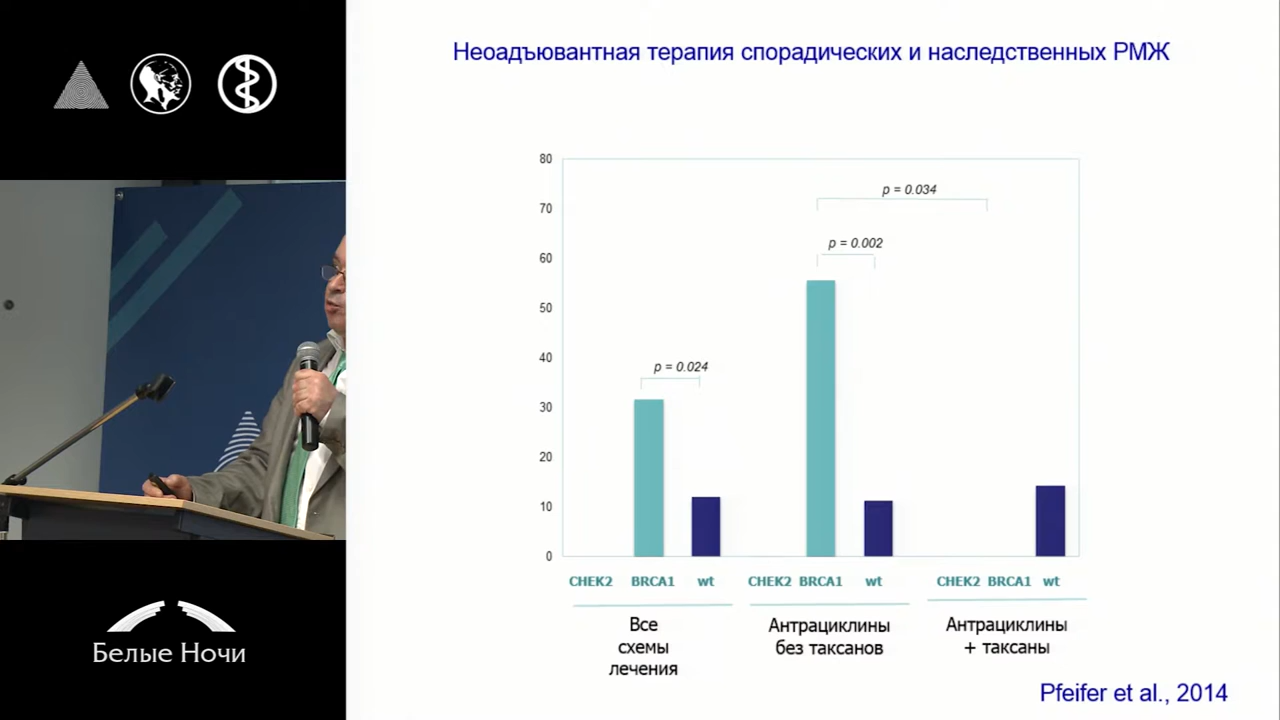 Неоадъювантная терапия спорадических и наследственных РМЖ
80
70
60
50
40
30
20
10
0
p = 0.034
p = 0.002
p = 0.024
CHEK2 BRCA1 wt
CHEK2 BRCA1 wt
CHEK2 BRCA1 wt
Все
схемы
лечения
Антрациклины
без таксанов
Антрациклины
+ таксаны
Pfeifer et al., 2014
Белые Ночи